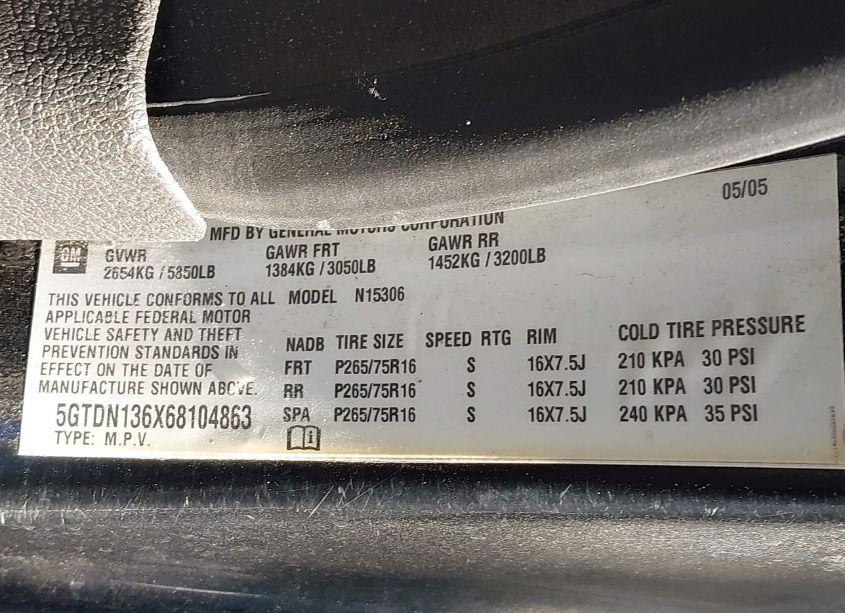 05/05
MFD BY GENERAL MOTORS CORPORATION
GM
GVWR GAWR FRT GAWR RR
2654KG / 5850LB 1384KG / 3050LB 1452KG / 3200LB
THIS VEHICLE CONFORMS TO ALL
APPLICABLE FEDERAL MOTOR
VEHICLE SAFETY AND THEFT
PREVENTION STANDARDS IN
EFFECT ON THE DATE OF
MANUFACTURE SHOWN ABOVE.
5GTDN136X68104863
TYPE: M.P.V.
MODEL N15306
NADB TIRE SIZE SPEED RTG RIM COLD TIRE PRESSURE
FRT P265/75R16 S 16X7.5J 210 KPA 30 PSI
RR P265/75R16 S 16X7.5J 210 KPA 30 PSI
SPA P265/75R16 S 16X7.5J 240 KPA 35 PSI